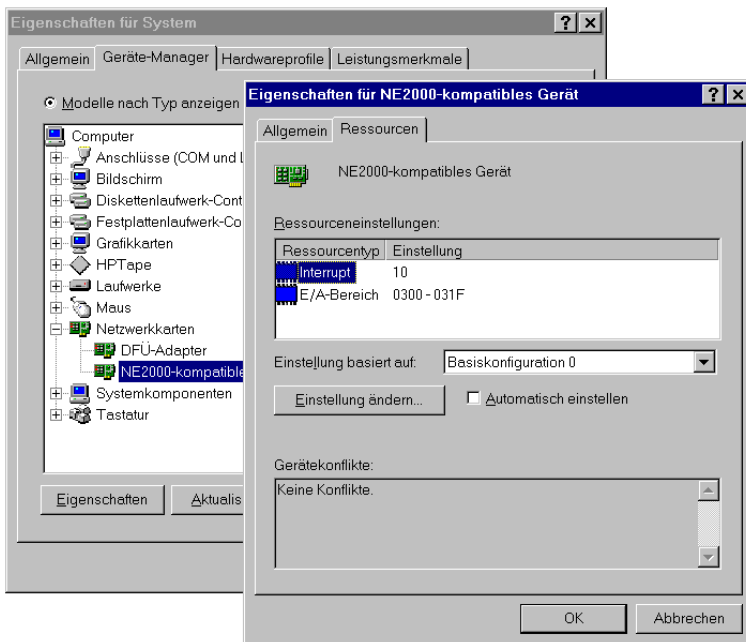 Eigenschaften für System
Allgemein Geräte-Manager Hardwareprofile Leistungsmerkmale
Modelle nach Typ anzeigen
Computer
Anschlüsse (COM und L
Bildschirm
Diskettenlaufwerk-Cont
Festplattenlaufwerk-Co
Grafikkarten
HPTape
Laufwerke
Maus
Netzwerkkarten
DFÜ-Adapter
NE2000-kompatible
Systemkomponenten
Tastatur
Eigenschaften Aktualis
Eigenschaften für NE2000-kompatibles Gerät
Allgemein Ressourcen
NE2000-kompatibles Gerät
Ressourceneinstellungen:
Ressourcentyp Einstellung
Interrupt 10
E/A-Bereich 0300 - 031F
Einstellung basiert auf: Basiskonfiguration 0
Einstellung ändern... Automatisch einstellen
Gerätekonflikte:
Keine Konflikte.
OK Abbrechen